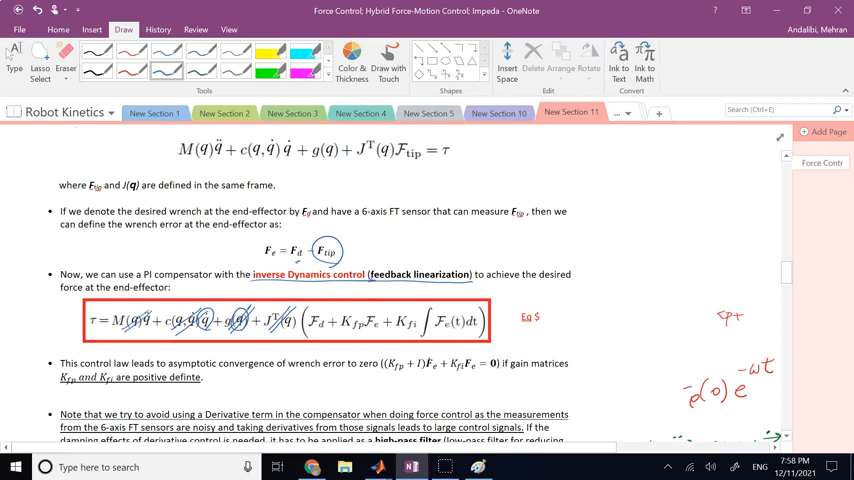 Force Control; Hybrid Force-Motion Control; Impeda - OneNote
Andalibi, Mehran
File Home Insert Draw History Review View
Type
Lasso Select
Eraser
Color & Thickness
Draw with Touch
Insert Space
Delete Arrange Rotate
Ink to Text
Ink to Math
Tools
Shapes
Edit
Convert
Robot Kinetics
New Section 1 New Section 2 New Section 3 New Section 4 New Section 5 New Section 10 New Section 11 ...
Search (Ctrl+E)
Add Page
Force Contr
M(q)q̈ + c(q,q̇) q̇ + g(q) + Jᵀ(q)F_tip = τ
where F_tip and J(q) are defined in the same frame.
• If we denote the desired wrench at the end-effector by F_d and have a 6-axis FT sensor that can measure F_tip, then we
can define the wrench error at the end-effector as:
F_e = F_d − F_tip
• Now, we can use a PI compensator with the inverse Dynamics control (feedback linearization) to achieve the desired
force at the end-effector:
τ = M(q)q̈ + c(q,q̇)q̇ + g(q) + Jᵀ(q) (F_d + K_fp F_e + K_fi ∫ F_e(t)dt)
Eq $
• This control law leads to asymptotic convergence of wrench error to zero ((K_fp + I)Ḟ_e + K_fi F_e = 0) if gain matrices
K_fp and K_fi are positive definte.
e(0) e^−wt
• Note that we try to avoid using a Derivative term in the compensator when doing force control as the measurements
from the 6-axis FT sensors are noisy and taking derivatives from those signals leads to large control signals. If the
damping effects of derivative control is needed, it has to be applied as a high-pass filter (low-pass filter for reducing
Type here to search
ENG
7:58 PM
12/11/2021